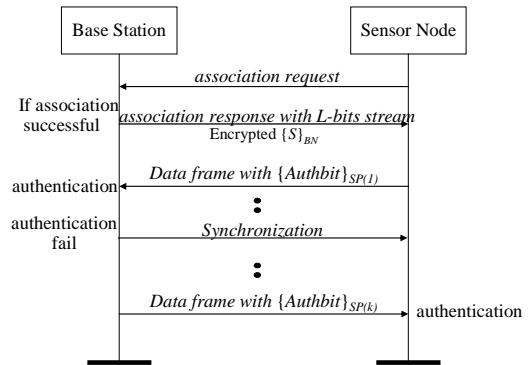 Base Station
Sensor Node
association request
If association
successful
association response with L-bits stream
Encrypted {S}BN
Data frame with {Authbit}SP(1)
authentication
authentication
fail
Synchronization
Data frame with {Authbit}SP(k)
authentication